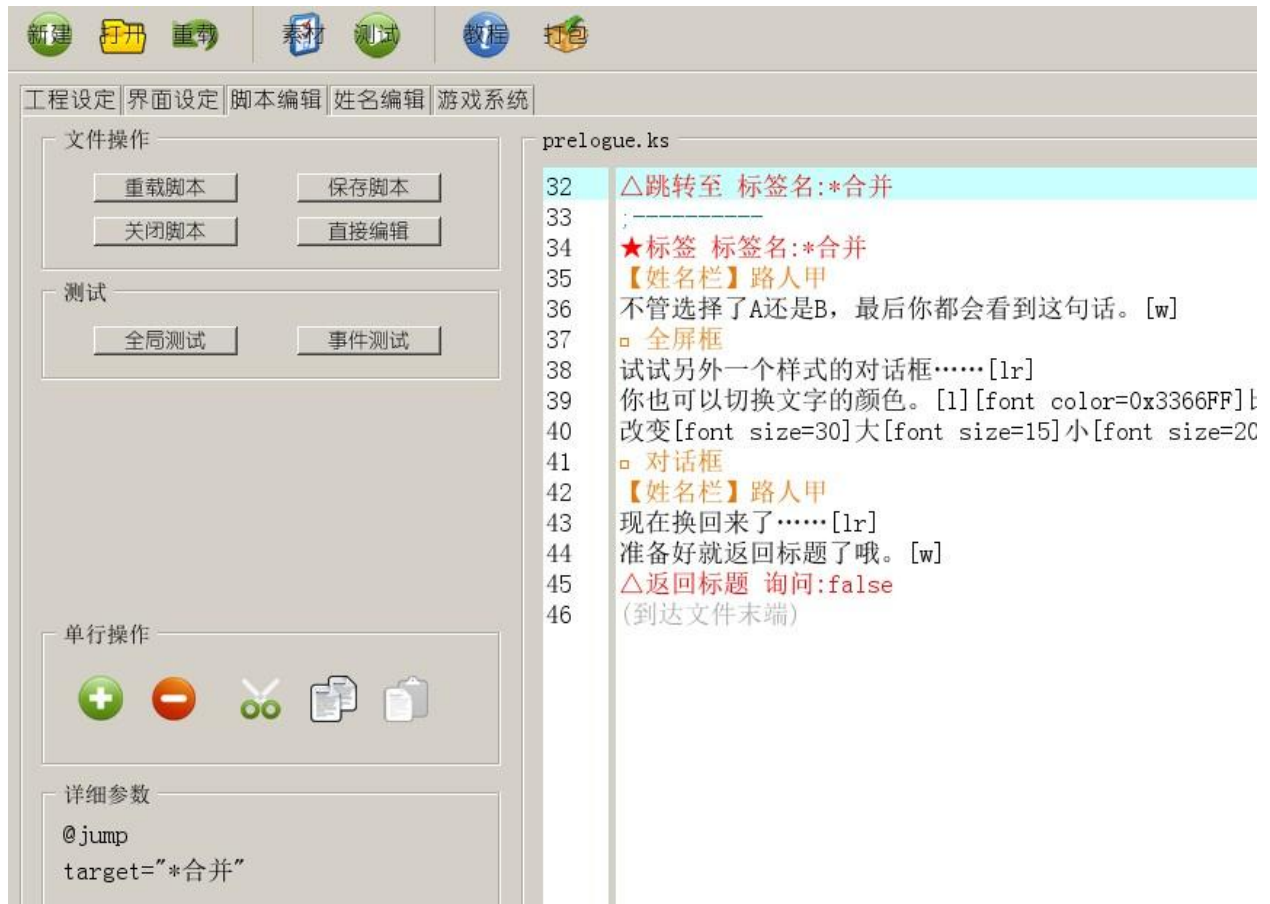 新建 打开 重载 素材 测试 教程 打包
工程设定 界面设定 脚本编辑 姓名编辑 游戏系统
文件操作
重载脚本 保存脚本
关闭脚本 直接编辑
测试
全局测试 事件测试
单行操作
详细参数
@jump
target="*合并"
prelogue.ks
32 △跳转至 标签名:*合并
33 ;----------
34 ★标签 标签名:*合并
35 【姓名栏】路人甲
36 不管选择了A还是B，最后你都会看到这句话。[w]
37 ▫ 全屏框
38 试试另外一个样式的对话框……[lr]
39 你也可以切换文字的颜色。[l][font color=0x3366FF]
40 改变[font size=30]大[font size=15]小[font size=20
41 ▫ 对话框
42 【姓名栏】路人甲
43 现在换回来了……[lr]
44 准备好就返回标题了哦。[w]
45 △返回标题 询问:false
46 (到达文件末端)